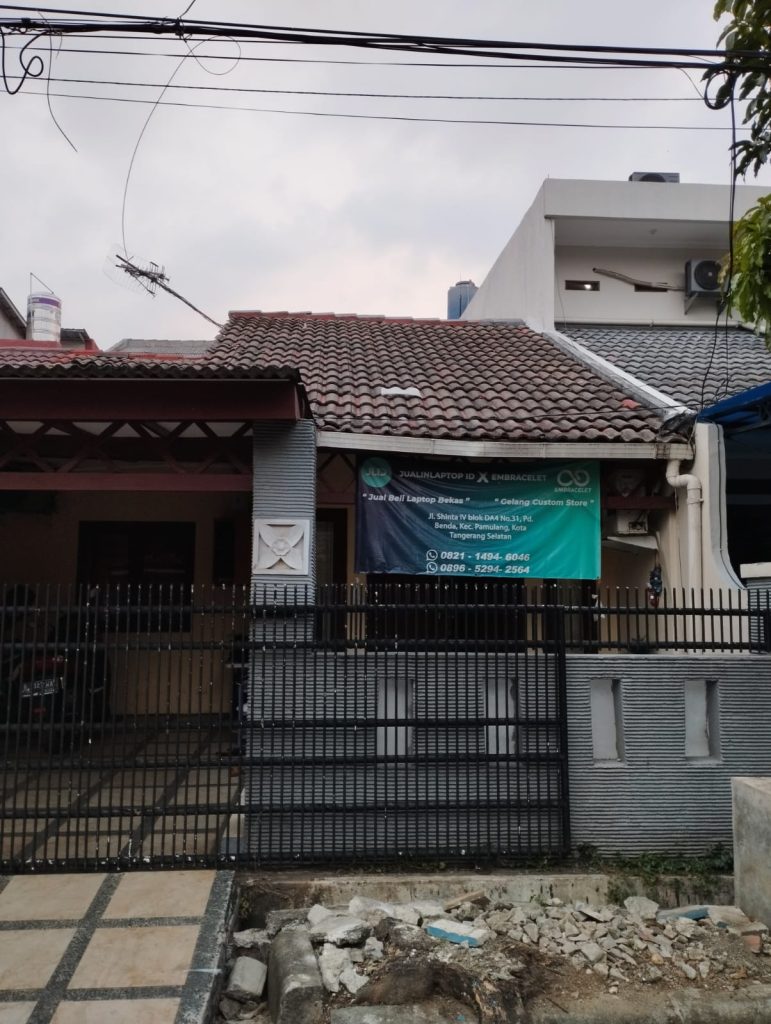 JLID JUALINLAPTOP ID X EMBRACELET
EMBRACELET
" Jual Beli Laptop Bekas " " Gelang Custom Store "
Jl. Shinta IV blok DA4 No.31, Pd.
Benda, Kec. Pamulang, Kota
Tangerang Selatan
0821 - 1494- 6046
0896 - 5294- 2564